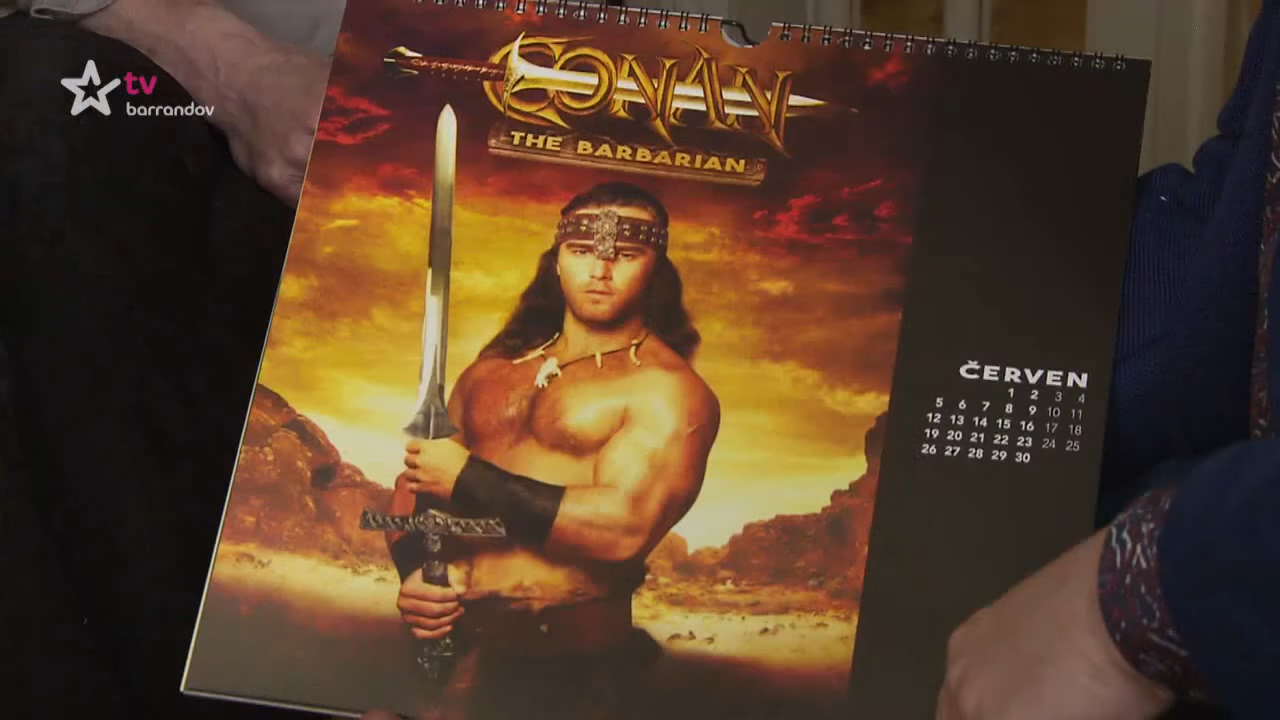 tv
barrandov
CONAN
THE BARBARIAN
ČERVEN
1 2 3 4
5 6 7 8 9 10 11
12 13 14 15 16 17 18
19 20 21 22 23 24 25
26 27 28 29 30